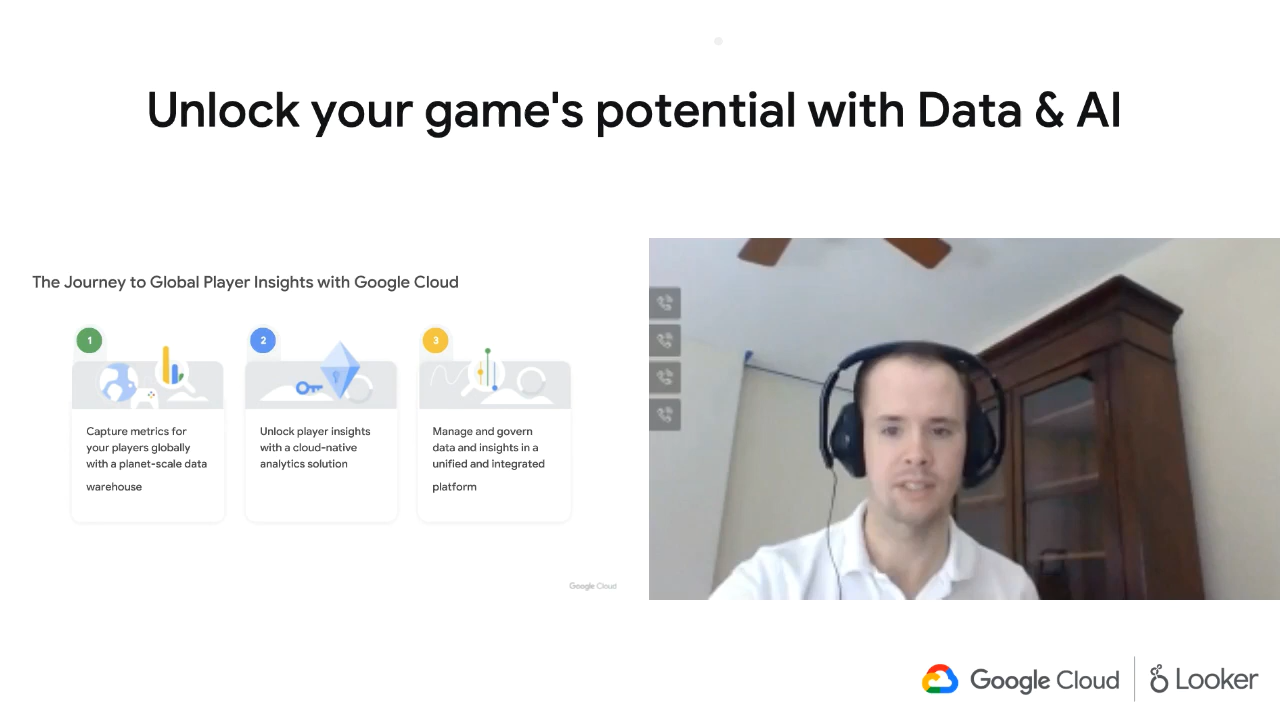 Unlock your game's potential with Data & AI
The Journey to Global Player Insights with Google Cloud
1
Capture metrics for
your players globally
with a planet-scale data
warehouse
2
Unlock player insights
with a cloud-native
analytics solution
3
Manage and govern
data and insights in a
unified and integrated
platform
Google Cloud
Google Cloud
Looker